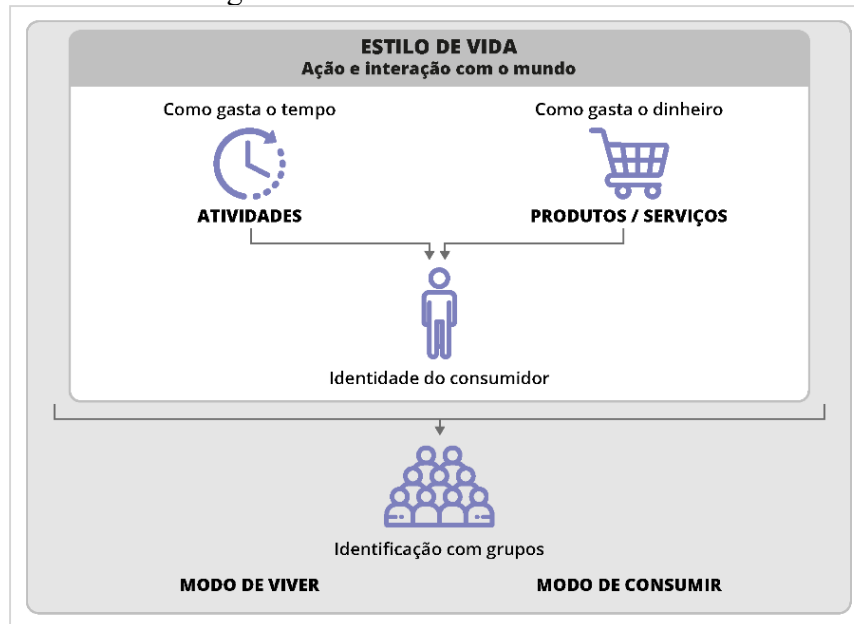 ESTILO DE VIDA
Ação e interação com o mundo
Como gasta o tempo
Como gasta o dinheiro
ATIVIDADES
PRODUTOS / SERVIÇOS
Identidade do consumidor
Identificação com grupos
MODO DE VIVER
MODO DE CONSUMIR